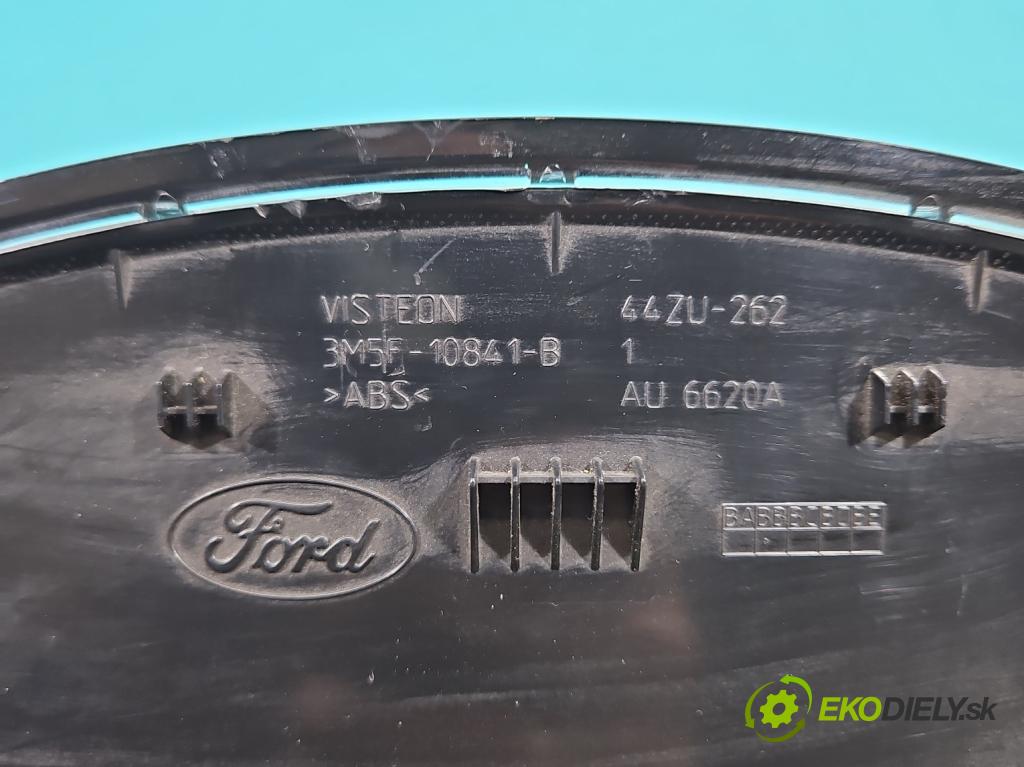 VISTEON 44ZU-262
3M5F-10841-B 1
>ABS< AU 6620A
Ford
EKODIELY.sk